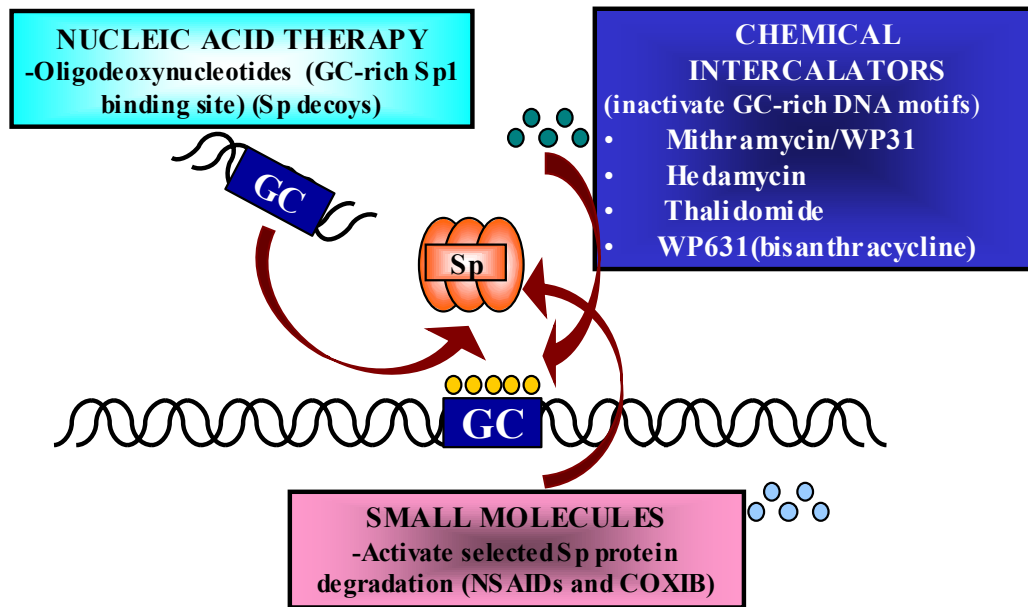 NUCLEIC ACID THERAPY
-Oligodeoxynucleotides (GC-rich Sp1
binding site) (Sp decoys)
CHEMICAL
INTERCALATORS
(inactivate GC-rich DNA motifs)
• Mithramycin/WP31
• Hedamycin
• Thalidomide
• WP631(bisanthracycline)
GC
Sp
GC
SMALL MOLECULES
-Activate selected Sp protein
degradation (NSAIDs and COXIB)